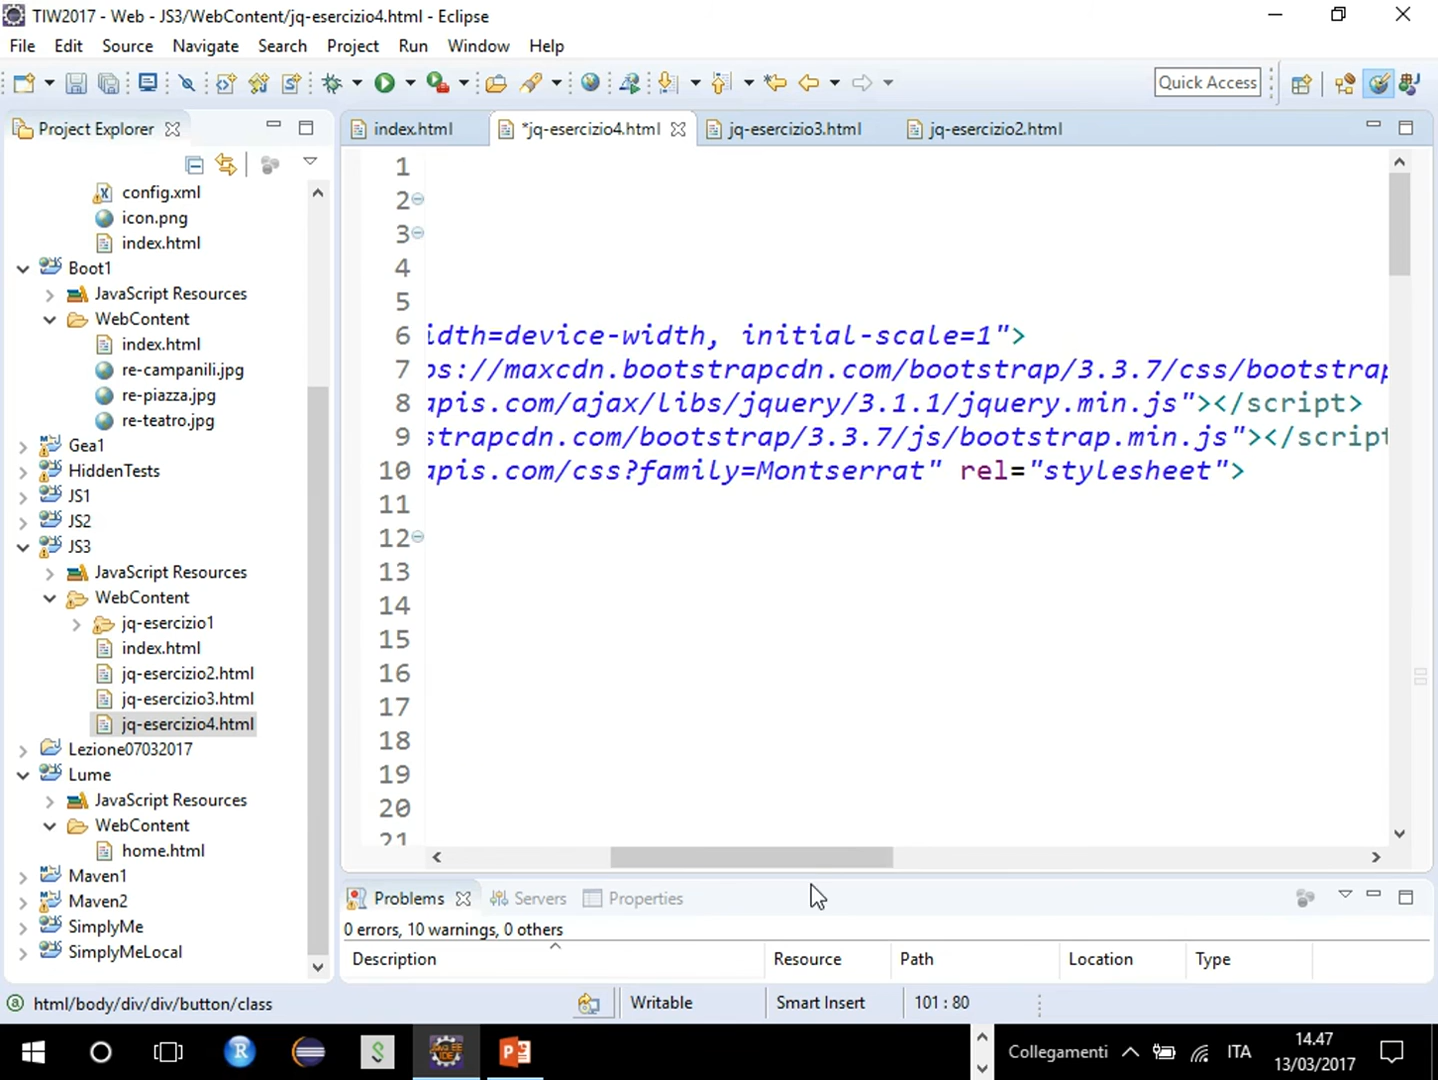 TIW2017 - Web - JS3/WebContent/jq-esercizio4.html - Eclipse
File Edit Source Navigate Search Project Run Window Help
Quick Access
Project Explorer
index.html
*jq-esercizio4.html
jq-esercizio3.html
jq-esercizio2.html
config.xml
icon.png
index.html
Boot1
JavaScript Resources
WebContent
index.html
re-campanili.jpg
re-piazza.jpg
re-teatro.jpg
Gea1
HiddenTests
JS1
JS2
JS3
JavaScript Resources
WebContent
jq-esercizio1
index.html
jq-esercizio2.html
jq-esercizio3.html
jq-esercizio4.html
Lezione07032017
Lume
JavaScript Resources
WebContent
home.html
Maven1
Maven2
SimplyMe
SimplyMeLocal
1
2
3
4
5
6 idth=device-width, initial-scale=1">
7 ps://maxcdn.bootstrapcdn.com/bootstrap/3.3.7/css/bootstrap
8 apis.com/ajax/libs/jquery/3.1.1/jquery.min.js"></script>
9 strapcdn.com/bootstrap/3.3.7/js/bootstrap.min.js"></script
10 apis.com/css?family=Montserrat" rel="stylesheet">
11
12
13
14
15
16
17
18
19
20
21
Problems Servers Properties
0 errors, 10 warnings, 0 others
Description Resource Path Location Type
html/body/div/div/button/class
Writable
Smart Insert
101 : 80
Collegamenti
ITA
14.47
13/03/2017